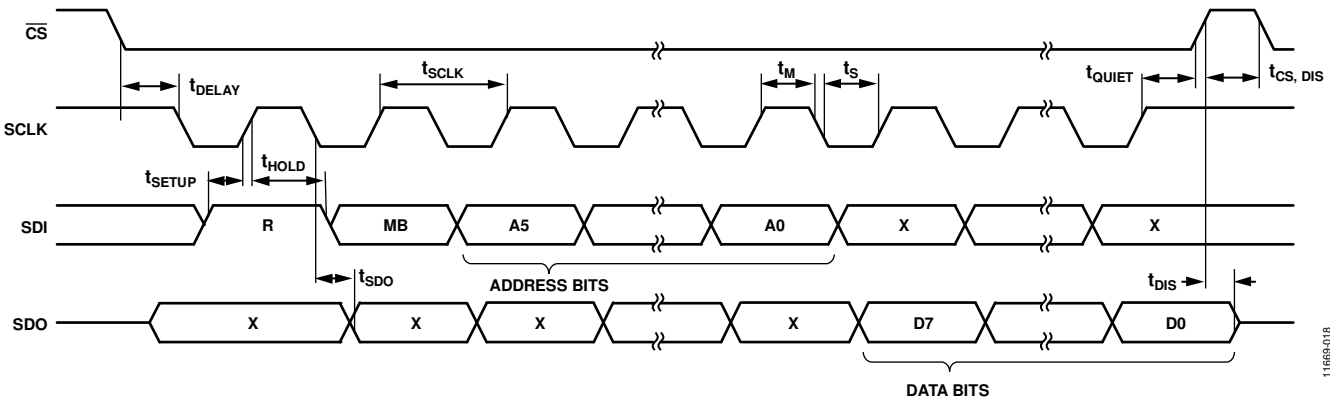 CS
tDELAY
tSCLK
tM
tS
tQUIET
tCS, DIS
SCLK
tSETUP
tHOLD
SDI
R
MB
A5
A0
X
X
tSDO
ADDRESS BITS
tDIS
SDO
X
X
X
X
D7
D0
DATA BITS
11669-018